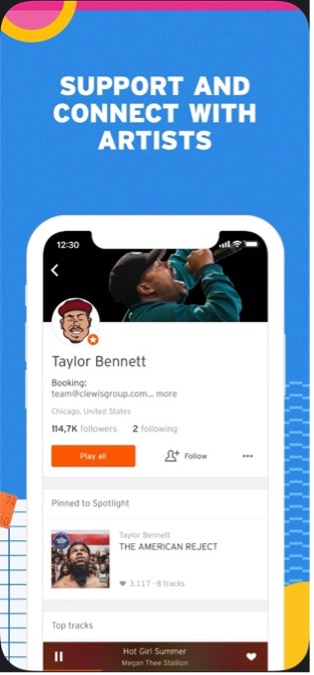 SUPPORT AND
CONNECT WITH
ARTISTS
12:30
Taylor Bennett
Booking:
team@clewisgroup.com... more
Chicago, United States
114,7K followers 2 following
Play all Follow
Pinned to Spotlight
Taylor Bennett
THE AMERICAN REJECT
3.117 · 8 tracks
Top tracks
Hot Girl Summer
Megan Thee Stallion